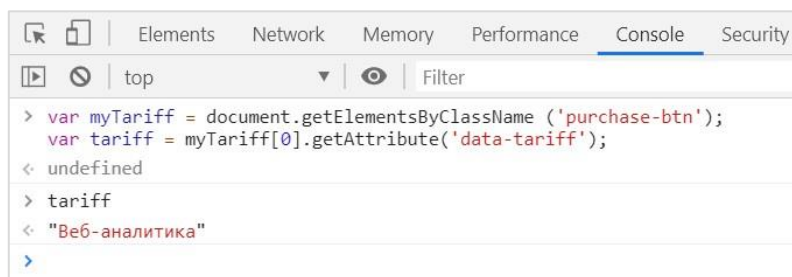 Elements Network Memory Performance Console Security
top Filter
> var myTariff = document.getElementsByClassName ('purchase-btn');
var tariff = myTariff[0].getAttribute('data-tariff');
undefined
> tariff
"Веб-аналитика"
>